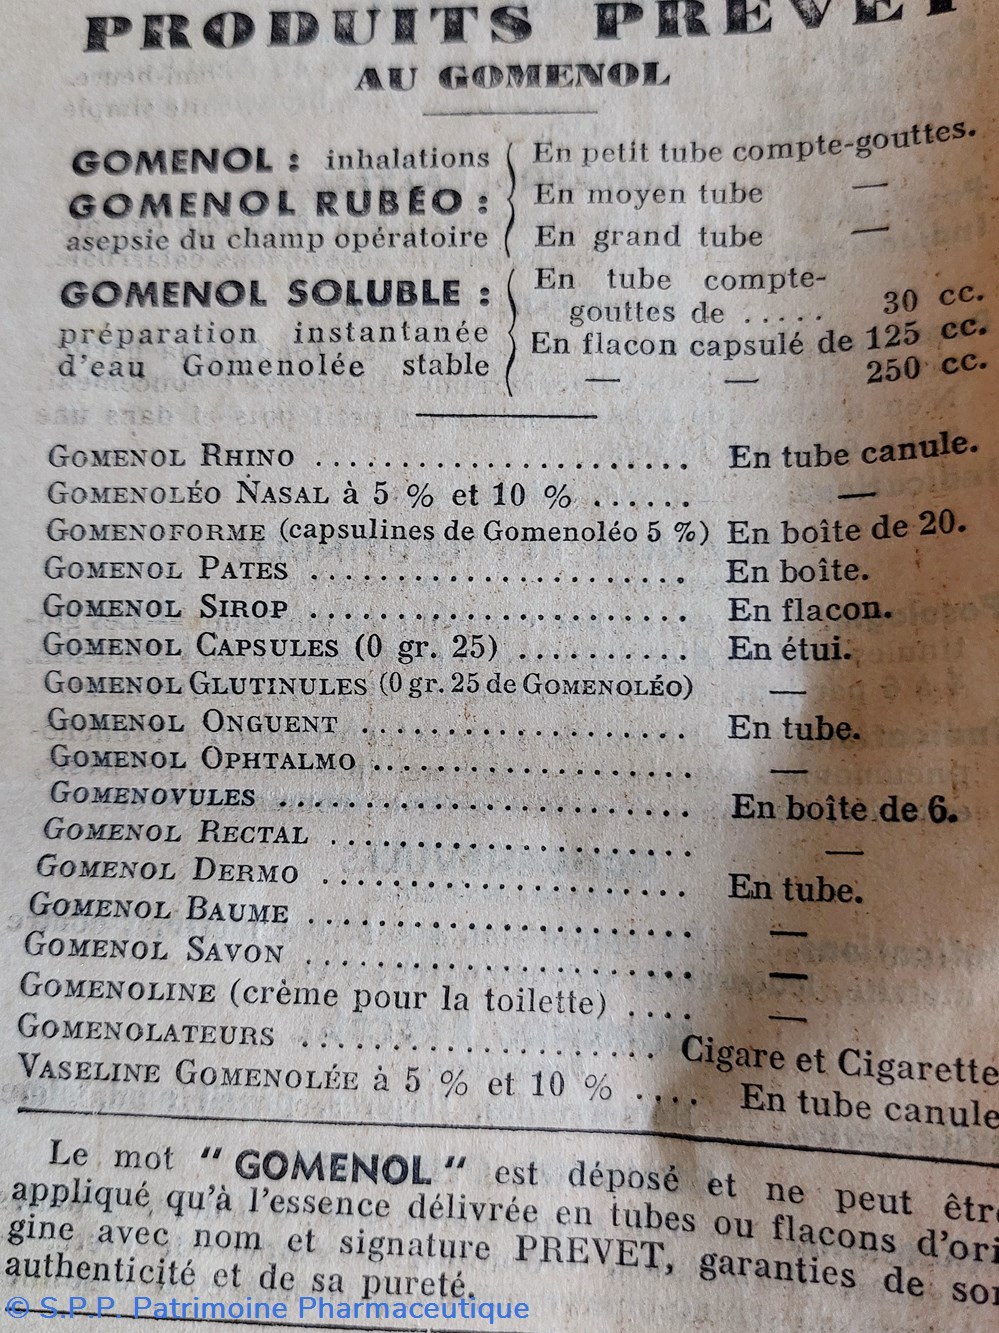 PRODUITS PREVET
AU GOMENOL
GOMENOL : inhalations
GOMENOL RUBÉO :
asepsie du champ opératoire
En petit tube compte-gouttes.
En moyen tube —
En grand tube —
GOMENOL SOLUBLE :
préparation instantanée
d'eau Gomenolée stable
En tube compte-
gouttes de ..... 30 cc.
En flacon capsulé de 125 cc.
— — 250 cc.
GOMENOL RHINO ...................... En tube canule.
GOMENOLÉO NASAL à 5 % et 10 % ...... —
GOMENOFORME (capsulines de Gomenoléo 5 %) En boîte de 20.
GOMENOL PATES ...................... En boîte.
GOMENOL SIROP ...................... En flacon.
GOMENOL CAPSULES (0 gr. 25) .......... En étui.
GOMENOL GLUTINULES (0 gr. 25 de GOMENOLÉO) —
GOMENOL ONGUENT ................... En tube.
GOMENOL OPHTALMO .................. —
GOMENOVULES ........................ En boîte de 6.
GOMENOL RECTAL ..................... —
GOMENOL DERMO ..................... En tube.
GOMENOL BAUME ...................... —
GOMENOL SAVON ...................... —
GOMENOLINE (crème pour la toilette) .... —
GOMENOLATEURS .................... Cigare et Cigarette
VASELINE GOMENOLÉE à 5 % et 10 % .... En tube canule
Le mot "GOMENOL" est déposé et ne peut êtr
appliqué qu'à l'essence délivrée en tubes ou flacons d'ori
gine avec nom et signature PREVET, garanties de so
authenticité et de sa pureté.
© S.P.P. Patrimoine Pharmaceutique